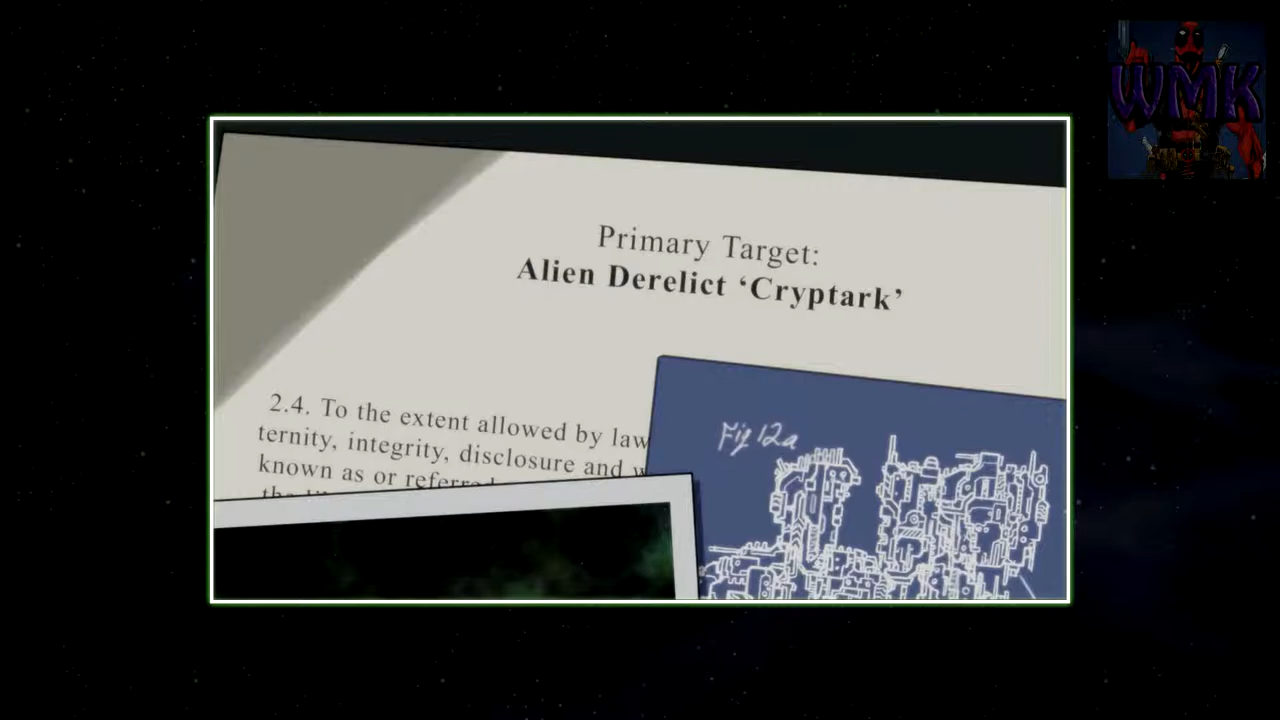 WMK
Primary Target:
Alien Derelict ‘Cryptark’
2.4. To the extent allowed by law
ternity, integrity, disclosure and
known as or
Fig 12a